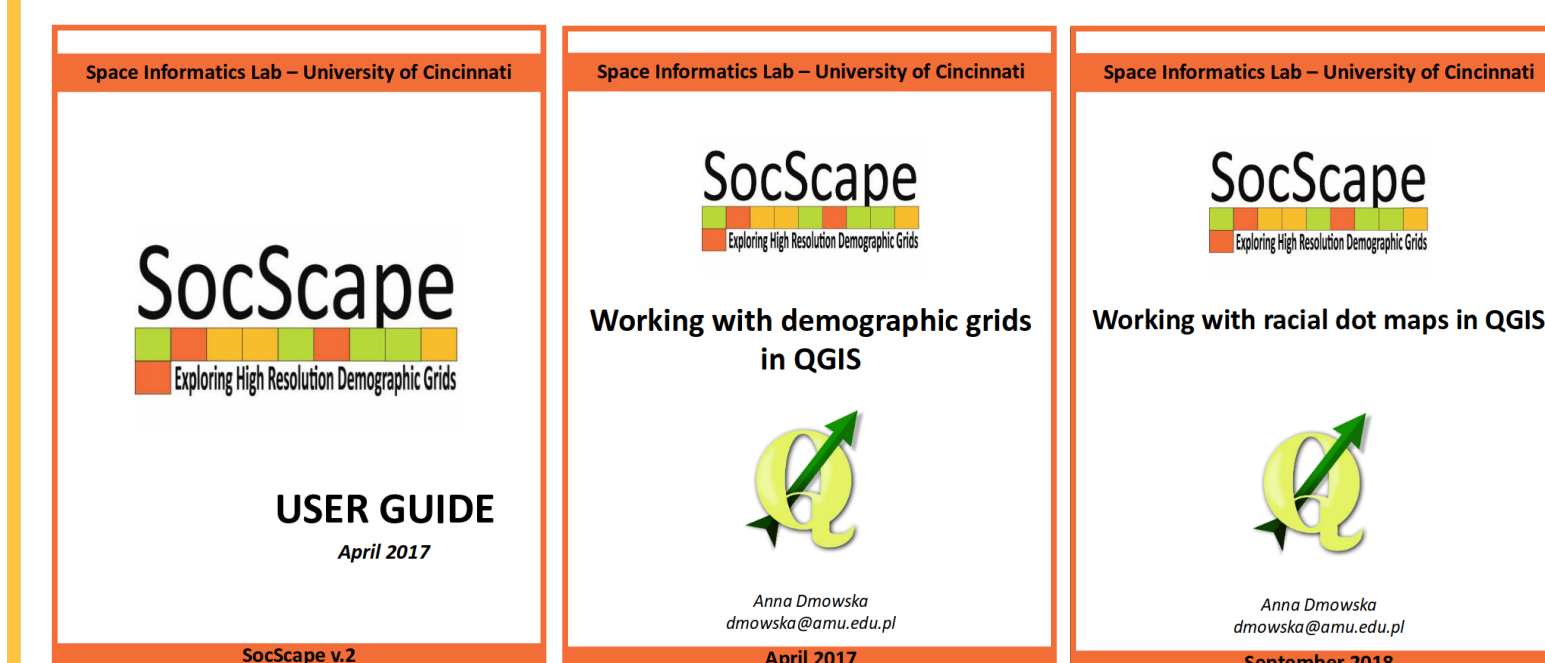 Space Informatics Lab – University of Cincinnati
SocScape
Exploring High Resolution Demographic Grids
USER GUIDE
April 2017
SocScape v.2
Space Informatics Lab – University of Cincinnati
SocScape
Exploring High Resolution Demographic Grids
Working with demographic grids
in QGIS
Anna Dmowska
dmowska@amu.edu.pl
April 2017
Space Informatics Lab – University of Cincinnati
SocScape
Exploring High Resolution Demographic Grids
Working with racial dot maps in QGIS
Anna Dmowska
dmowska@amu.edu.pl
September 2018